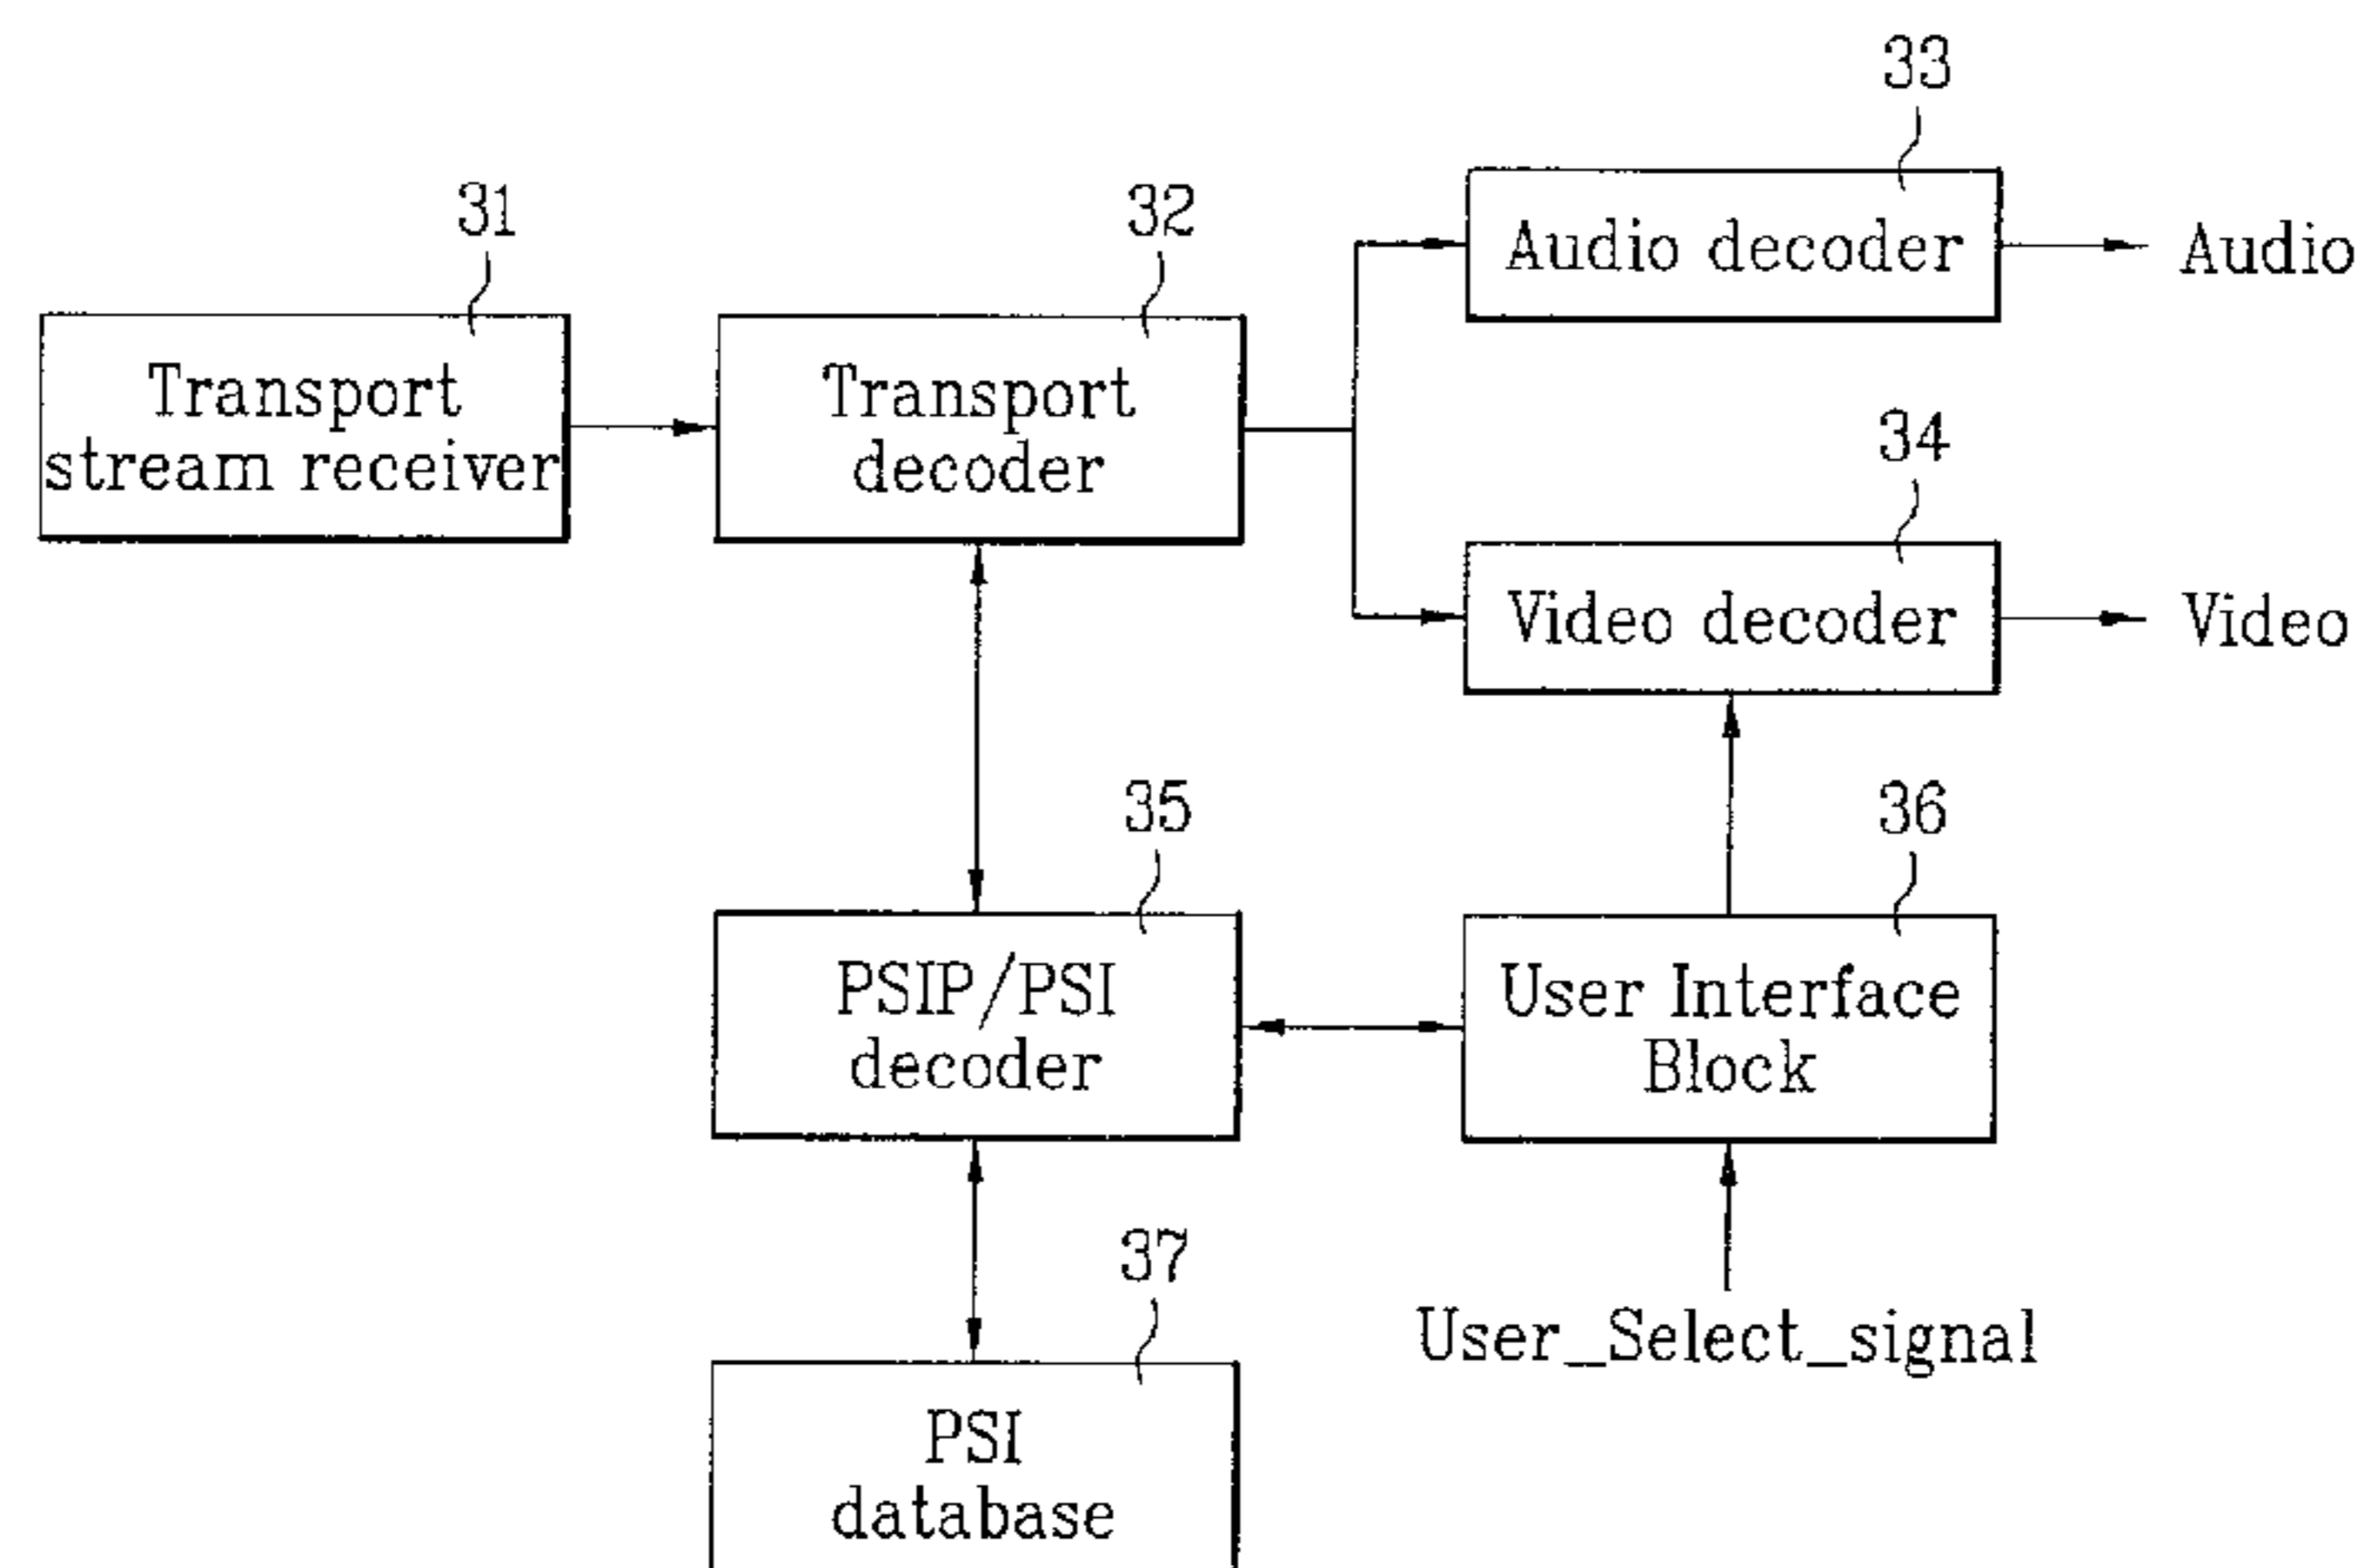 33
31
32
Audio decoder
Audio
Transport
stream receiver
Transport
decoder
34
Video decoder
Video
35
36
PSIP/PSI
decoder
User Interface
Block
37
User_Select_signal
PSI
database